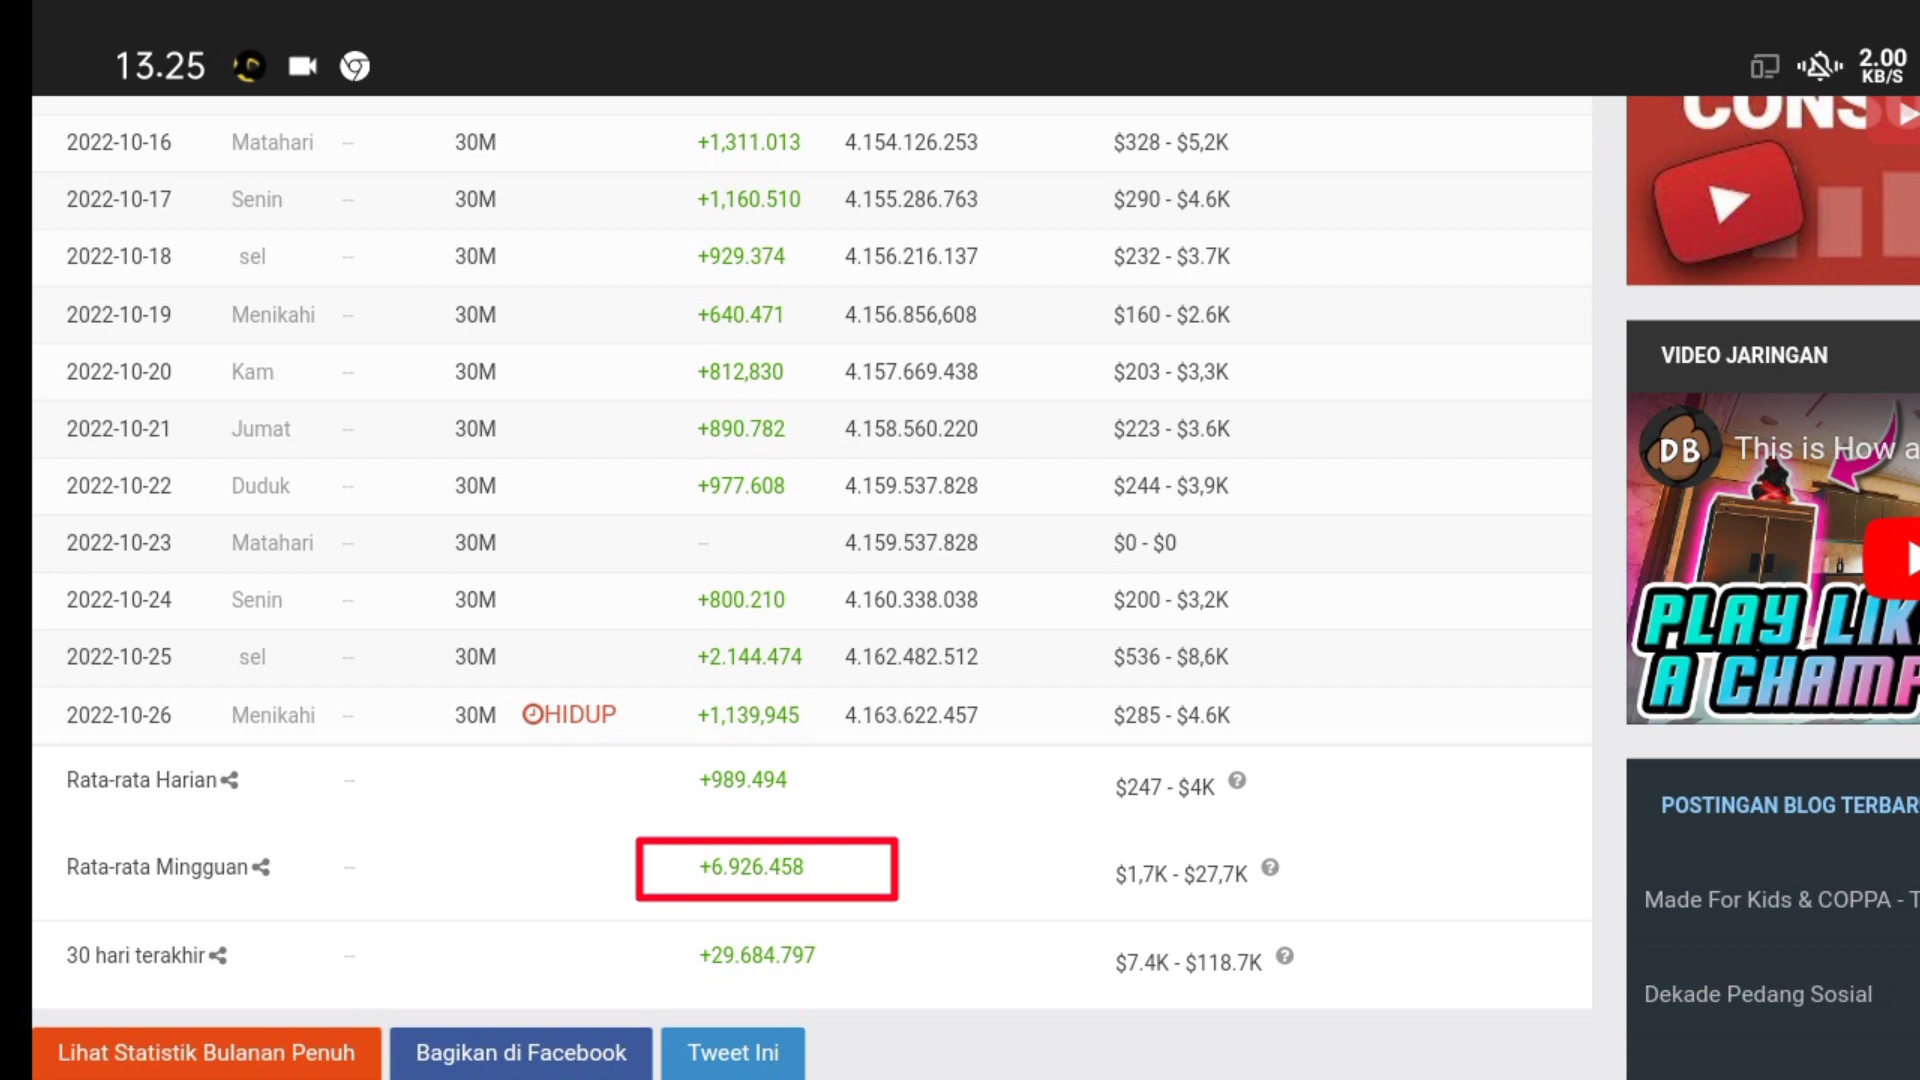 13.25
2.00
KB/S
2022-10-16 Matahari -- 30M +1,311.013 4.154.126.253 $328 - $5,2K
2022-10-17 Senin -- 30M +1,160.510 4.155.286.763 $290 - $4.6K
2022-10-18 sel -- 30M +929.374 4.156.216.137 $232 - $3.7K
2022-10-19 Menikahi -- 30M +640.471 4.156.856,608 $160 - $2.6K
2022-10-20 Kam -- 30M +812,830 4.157.669.438 $203 - $3,3K
2022-10-21 Jumat -- 30M +890.782 4.158.560.220 $223 - $3.6K
2022-10-22 Duduk -- 30M +977.608 4.159.537.828 $244 - $3,9K
2022-10-23 Matahari -- 30M -- 4.159.537.828 $0 - $0
2022-10-24 Senin -- 30M +800.210 4.160.338.038 $200 - $3,2K
2022-10-25 sel -- 30M +2.144.474 4.162.482.512 $536 - $8,6K
2022-10-26 Menikahi -- 30M HIDUP +1,139,945 4.163.622.457 $285 - $4.6K
Rata-rata Harian -- +989.494 $247 - $4K
Rata-rata Mingguan -- +6.926.458 $1,7K - $27,7K
30 hari terakhir -- +29.684.797 $7.4K - $118.7K
Lihat Statistik Bulanan Penuh
Bagikan di Facebook
Tweet Ini
VIDEO JARINGAN
DB
This is How a
PLAY LIK
A CHAMP
POSTINGAN BLOG TERBAR
Made For Kids & COPPA - T
Dekade Pedang Sosial